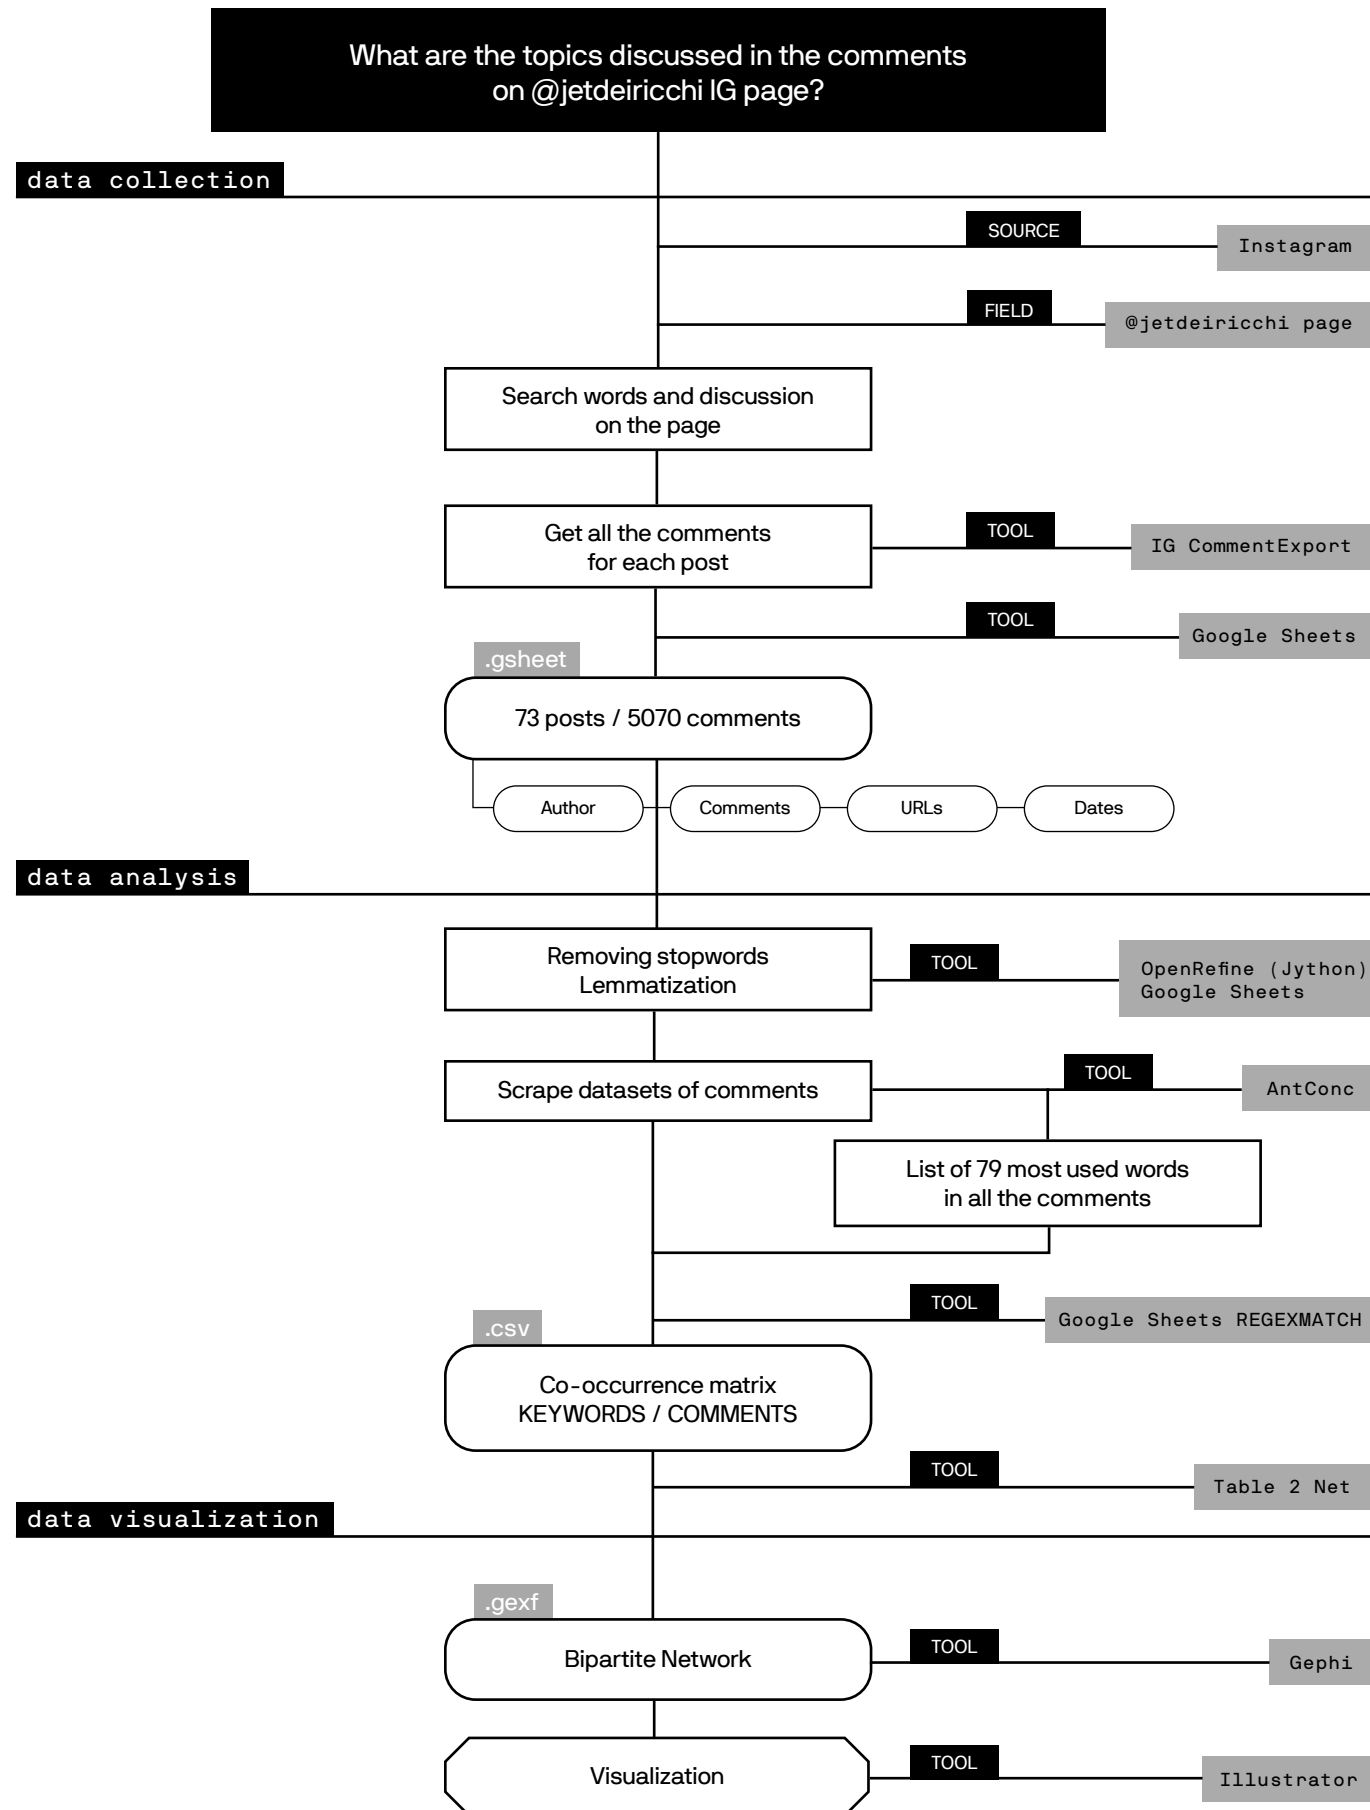 What are the topics discussed in the comments
on @jetdeiricchi IG page?
data collection
SOURCE
Instagram
FIELD
@jetdeiricchi page
Search words and discussion
on the page
Get all the comments
for each post
TOOL
IG CommentExport
TOOL
Google Sheets
.gsheet
73 posts / 5070 comments
Author
Comments
URLs
Dates
data analysis
Removing stopwords
Lemmatization
TOOL
OpenRefine (Jython)
Google Sheets
Scrape datasets of comments
TOOL
AntConc
List of 79 most used words
in all the comments
TOOL
Google Sheets REGEXMATCH
.csv
Co-occurrence matrix
KEYWORDS / COMMENTS
TOOL
Table 2 Net
data visualization
.gexf
Bipartite Network
TOOL
Gephi
Visualization
TOOL
Illustrator